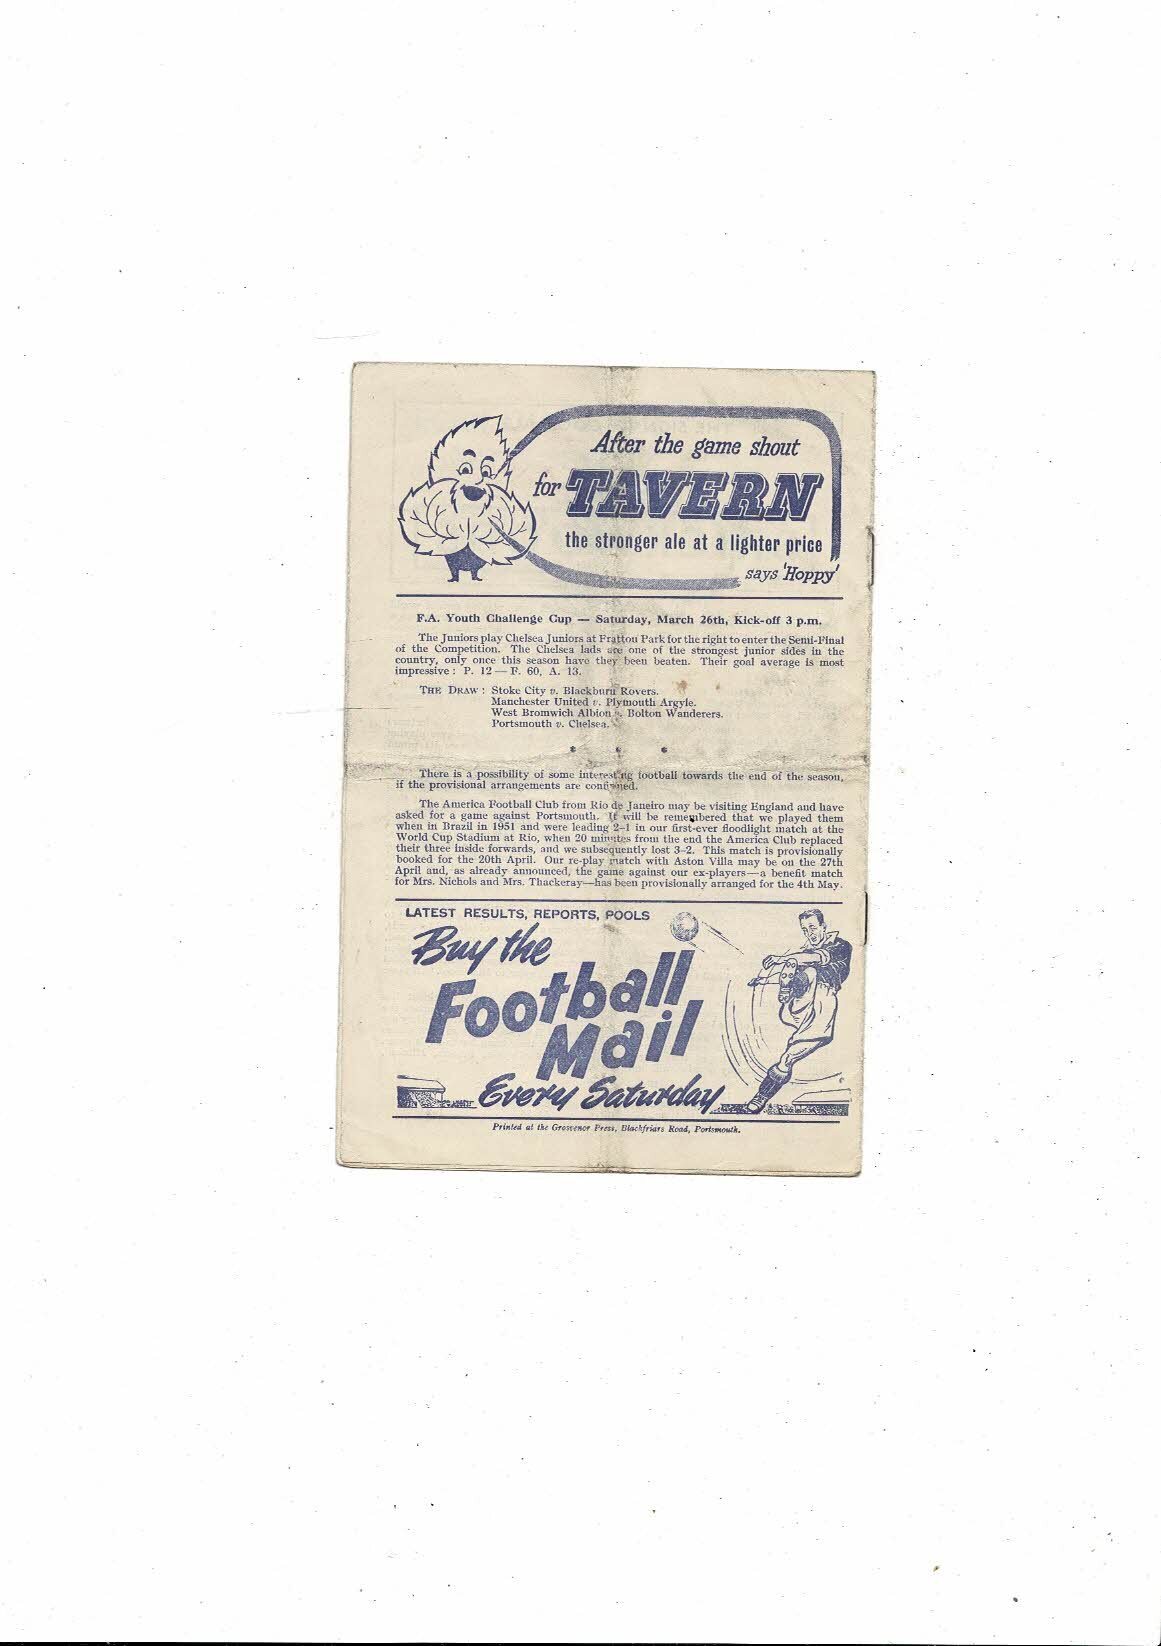 After the game shout
for TAVERN
the stronger ale at a lighter price
says 'Hoppy'
F.A. Youth Challenge Cup — Saturday, March 26th, Kick-off 3 p.m.
The Juniors play Chelsea Juniors at Fratton Park for the right to enter the Semi-Final
of the Competition. The Chelsea lads are one of the strongest junior sides in the
country, only once this season have they been beaten. Their goal average is most
impressive: P. 12 — F. 60, A. 13.
THE DRAW: Stoke City v. Blackburn Rovers.
Manchester United v. Plymouth Argyle.
West Bromwich Albion v. Bolton Wanderers.
Portsmouth v. Chelsea.
* * *
There is a possibility of some interesting football towards the end of the season,
if the provisional arrangements are confirmed.
The America Football Club from Rio de Janeiro may be visiting England and have
asked for a game against Portsmouth. It will be remembered that we played them
when in Brazil in 1951 and were leading 2–1 in our first-ever floodlight match at the
World Cup Stadium at Rio, when 20 minutes from the end the America Club replaced
their three inside forwards, and we subsequently lost 3–2. This match is provisionally
booked for the 20th April. Our re-play match with Aston Villa may be on the 27th
April and, as already announced, the game against our ex-players—a benefit match
for Mrs. Nichols and Mrs. Thackeray—has been provisionally arranged for the 4th May.
LATEST RESULTS, REPORTS, POOLS
Buy the
Football
Mail
Every Saturday
Printed at the Grosvenor Press, Blackfriars Road, Portsmouth.